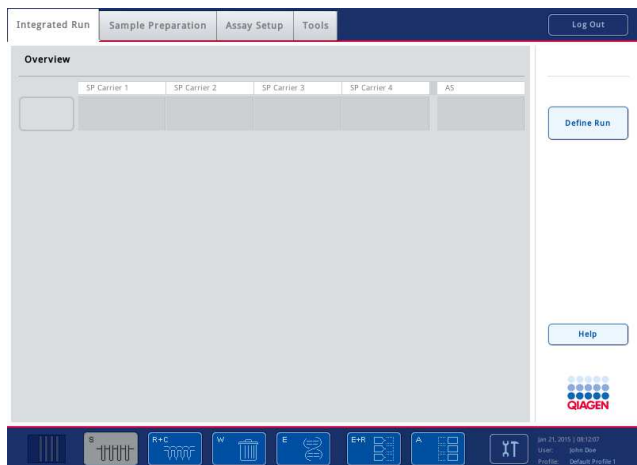 Integrated Run Sample Preparation Assay Setup Tools Log Out
Overview
SP Carrier 1 SP Carrier 2 SP Carrier 3 SP Carrier 4 AS
Define Run
Help
QIAGEN
S R+C W E E+R A
Jan 21, 2015 | 08:12:07
User: John Doe
Profile: Default Profile 1